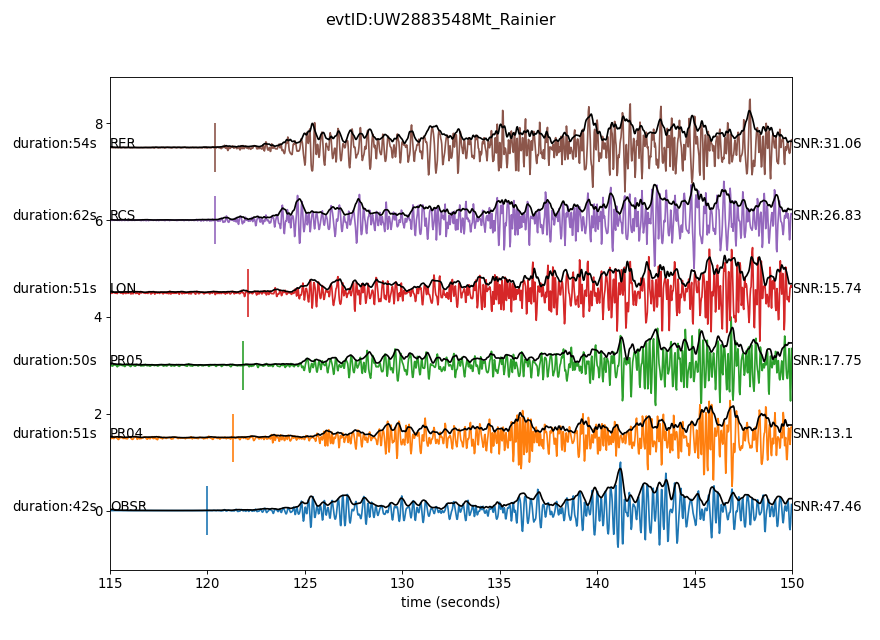 evtID:UW2883548Mt_Rainier
8
duration:54s RER SNR:31.06
duration:62s RCS SNR:26.83
6
duration:51s LON SNR:15.74
4
duration:50s PR05 SNR:17.75
2
duration:51s PR04 SNR:13.1
duration:42s OBSR SNR:47.46
0
115 120 125 130 135 140 145 150
time (seconds)